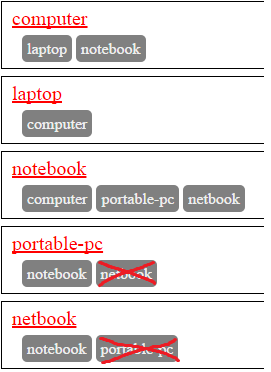 computer
laptop notebook
laptop
computer
notebook
computer portable-pc netbook
portable-pc
notebook netbook
netbook
notebook portable-pc